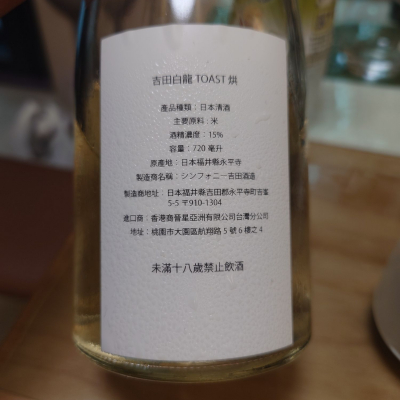 吉田白龍 TOAST 烘
產品種類：日本清酒
主要原料：米
酒精濃度：15%
容量：720 毫升
原產地：日本福井縣永平寺
製造商名稱：シンフォニー吉田酒造
製造商地址：日本福井縣吉田郡永平寺町吉峯
5-5 〒910-1304
進口商：香港商晉星亞洲有限公司台灣分公司
地址：桃園市大園區航翔路 5 號 6 樓之 4
未滿十八歲禁止飲酒